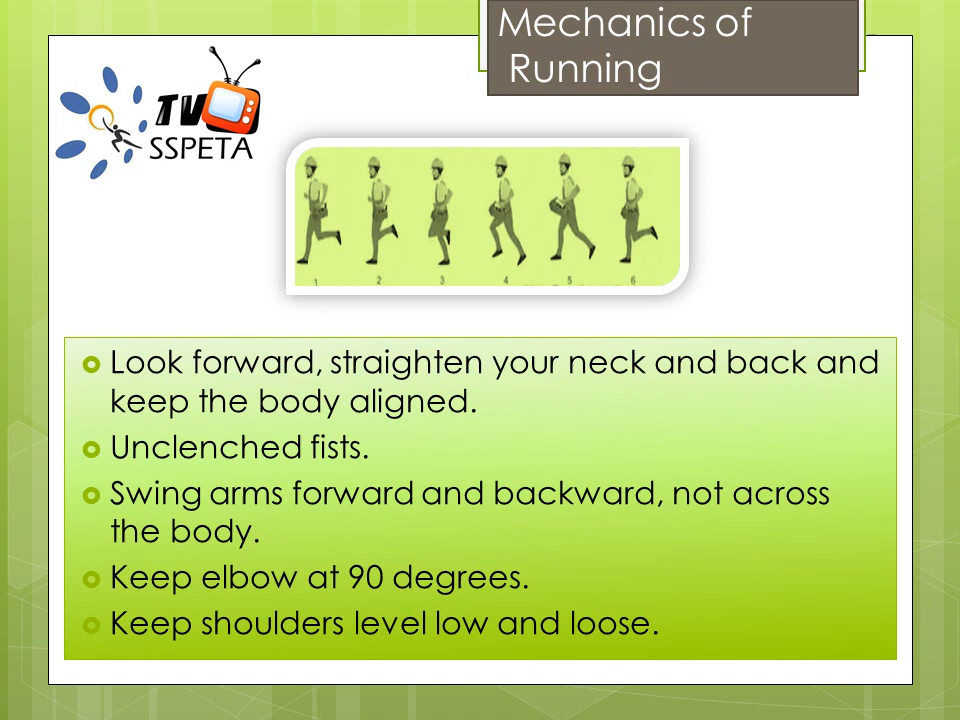 Mechanics of
Running
TV
SSPETA
1 2 3 4 5 6
Look forward, straighten your neck and back and
keep the body aligned.
Unclenched fists.
Swing arms forward and backward, not across
the body.
Keep elbow at 90 degrees.
Keep shoulders level low and loose.